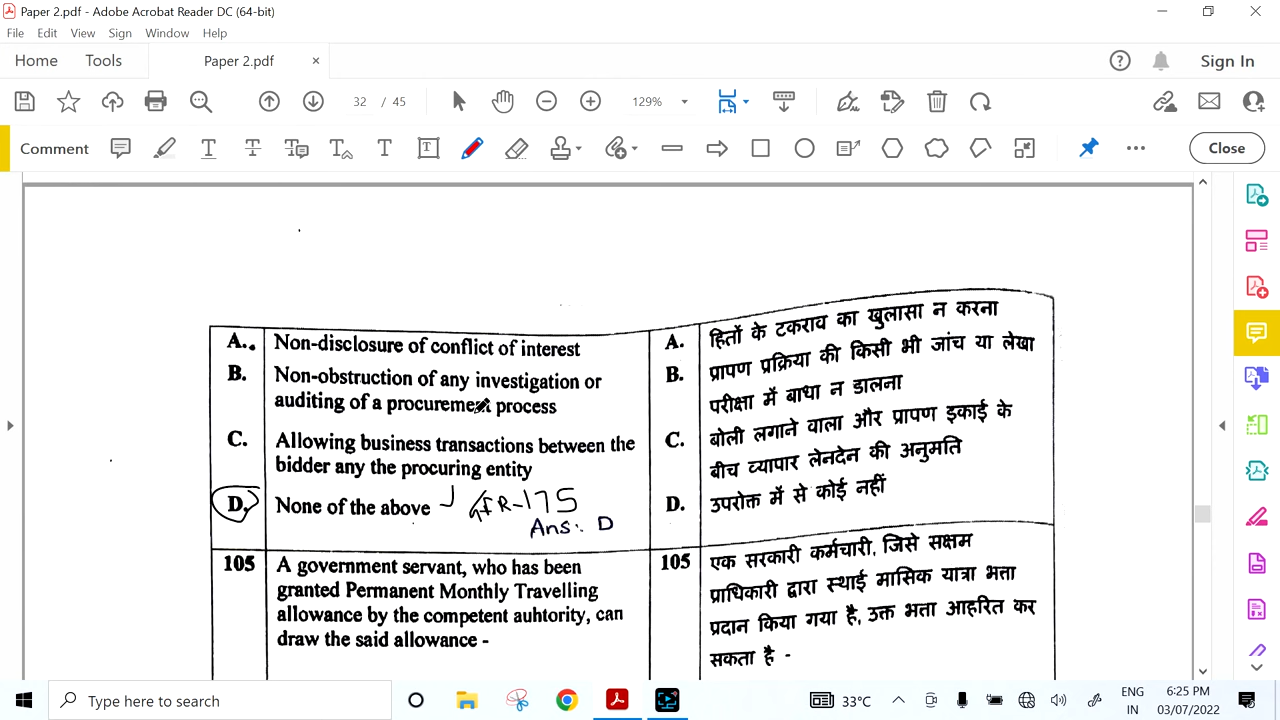 Paper 2.pdf - Adobe Acrobat Reader DC (64-bit)
File Edit View Sign Window Help
Home Tools Paper 2.pdf × Sign In
32 / 45 129%
Comment Close
A. Non-disclosure of conflict of interest
B. Non-obstruction of any investigation or
auditing of a procurement process
C. Allowing business transactions between the
bidder any the procuring entity
D. None of the above GFR-175
Ans: D
105 A government servant, who has been
granted Permanent Monthly Travelling
allowance by the competent auhtority, can
draw the said allowance -
A. हितों के टकराव का खुलासा न करना
B. प्रापण प्रक्रिया की किसी भी जांच या लेखा
परीक्षा में बाधा न डालना
C. बोली लगाने वाला और प्रापण इकाई के
बीच व्यापार लेनदेन की अनुमति
D. उपरोक्त में से कोई नहीं
105 एक सरकारी कर्मचारी, जिसे सक्षम
प्राधिकारी द्वारा स्थाई मासिक यात्रा भत्ता
प्रदान किया गया है, उक्त भत्ता आहरित कर
सकता है -
Type here to search 33°C ENG 6:25 PM
IN 03/07/2022